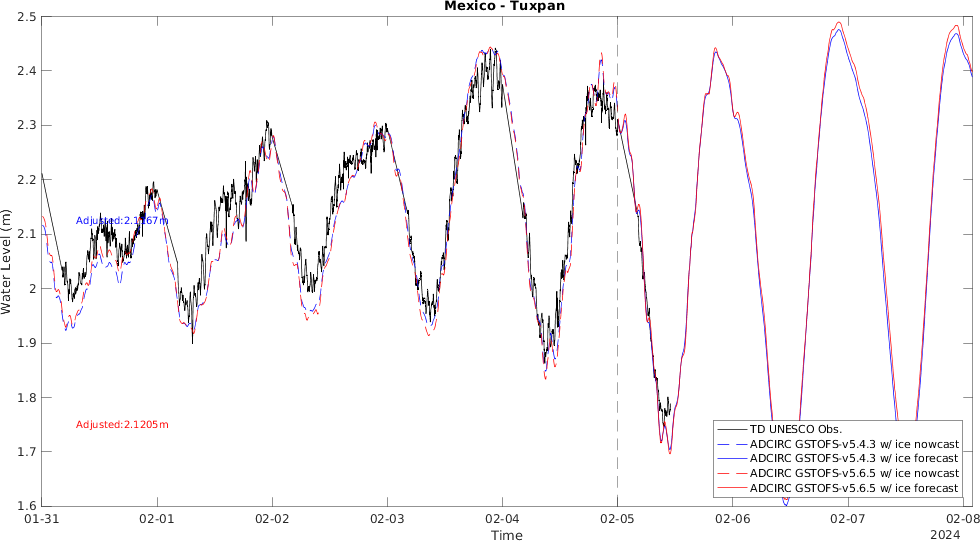 Mexico - Tuxpan
2.5
2.4
2.3
2.2
2.1
2
1.9
1.8
1.7
1.6
Water Level (m)
Adjusted:2.1167m
Adjusted:2.1205m
TD UNESCO Obs.
ADCIRC GSTOFS-v5.4.3 w/ ice nowcast
ADCIRC GSTOFS-v5.4.3 w/ ice forecast
ADCIRC GSTOFS-v5.6.5 w/ ice nowcast
ADCIRC GSTOFS-v5.6.5 w/ ice forecast
01-31 02-01 02-02 02-03 02-04 02-05 02-06 02-07 02-08
Time
2024